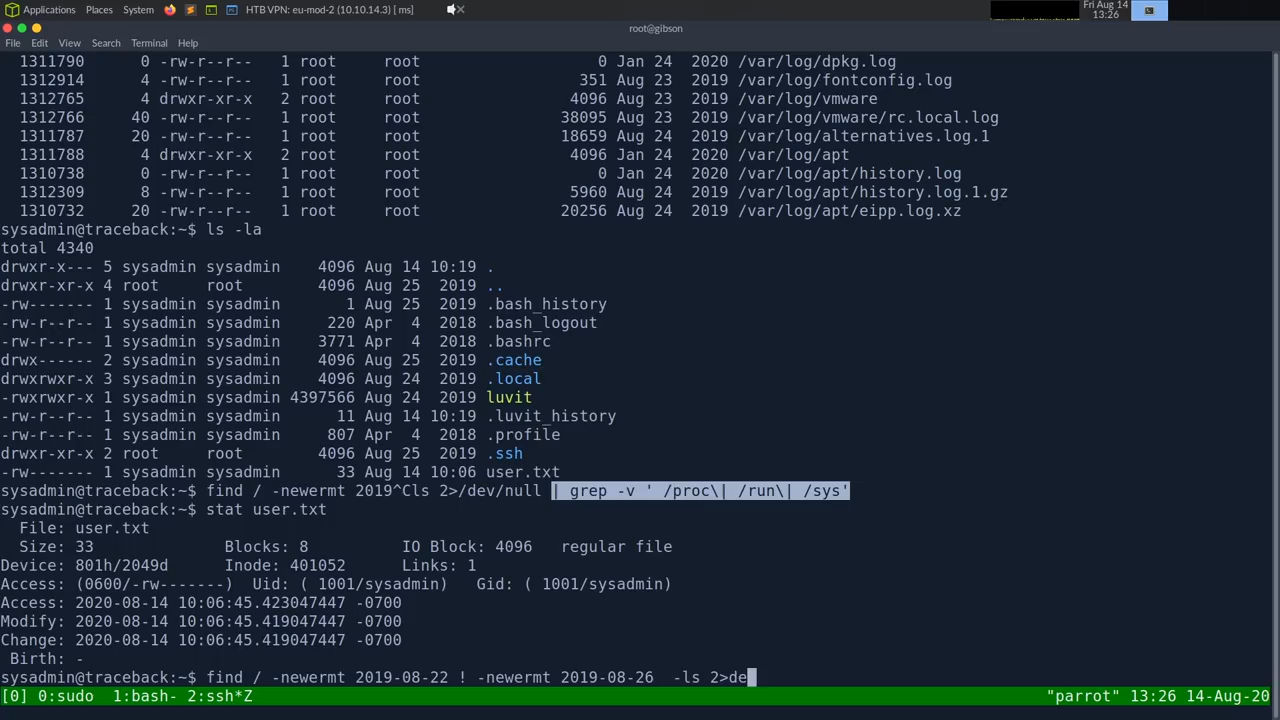 Applications Places System HTB VPN: eu-mod-2 (10.10.14.3) [ ms] Fri Aug 14
13:26
root@gibson
File Edit View Search Terminal Help
1311790 0 -rw-r--r-- 1 root root 0 Jan 24 2020 /var/log/dpkg.log
1312914 4 -rw-r--r-- 1 root root 351 Aug 23 2019 /var/log/fontconfig.log
1312765 4 drwxr-xr-x 2 root root 4096 Aug 23 2019 /var/log/vmware
1312766 40 -rw-r--r-- 1 root root 38095 Aug 23 2019 /var/log/vmware/rc.local.log
1311787 20 -rw-r--r-- 1 root root 18659 Aug 24 2019 /var/log/alternatives.log.1
1311788 4 drwxr-xr-x 2 root root 4096 Jan 24 2020 /var/log/apt
1310738 0 -rw-r--r-- 1 root root 0 Jan 24 2020 /var/log/apt/history.log
1312309 8 -rw-r--r-- 1 root root 5960 Aug 24 2019 /var/log/apt/history.log.1.gz
1310732 20 -rw-r--r-- 1 root root 20256 Aug 24 2019 /var/log/apt/eipp.log.xz
sysadmin@traceback:~$ ls -la
total 4340
drwxr-x--- 5 sysadmin sysadmin 4096 Aug 14 10:19 .
drwxr-xr-x 4 root root 4096 Aug 25 2019 ..
-rw------- 1 sysadmin sysadmin 1 Aug 25 2019 .bash_history
-rw-r--r-- 1 sysadmin sysadmin 220 Apr 4 2018 .bash_logout
-rw-r--r-- 1 sysadmin sysadmin 3771 Apr 4 2018 .bashrc
drwx------ 2 sysadmin sysadmin 4096 Aug 25 2019 .cache
drwxrwxr-x 3 sysadmin sysadmin 4096 Aug 24 2019 .local
-rwxrwxr-x 1 sysadmin sysadmin 4397566 Aug 24 2019 luvit
-rw-r--r-- 1 sysadmin sysadmin 11 Aug 14 10:19 .luvit_history
-rw-r--r-- 1 sysadmin sysadmin 807 Apr 4 2018 .profile
drwxr-xr-x 2 root root 4096 Aug 25 2019 .ssh
-rw------- 1 sysadmin sysadmin 33 Aug 14 10:06 user.txt
sysadmin@traceback:~$ find / -newermt 2019^Cls 2>/dev/null | grep -v ' /proc\| /run\| /sys'
sysadmin@traceback:~$ stat user.txt
File: user.txt
Size: 33 Blocks: 8 IO Block: 4096 regular file
Device: 801h/2049d Inode: 401052 Links: 1
Access: (0600/-rw-------) Uid: ( 1001/sysadmin) Gid: ( 1001/sysadmin)
Access: 2020-08-14 10:06:45.423047447 -0700
Modify: 2020-08-14 10:06:45.419047447 -0700
Change: 2020-08-14 10:06:45.419047447 -0700
Birth: -
sysadmin@traceback:~$ find / -newermt 2019-08-22 ! -newermt 2019-08-26 -ls 2>de
[0] 0:sudo 1:bash- 2:ssh*Z "parrot" 13:26 14-Aug-20